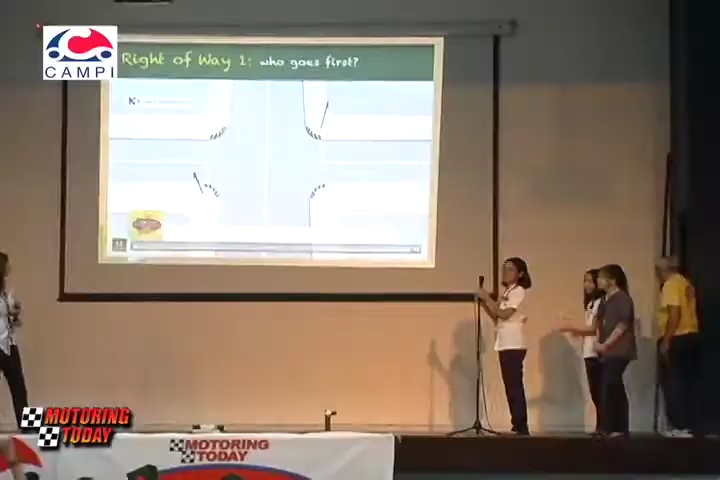 Right of Way 1: who goes first?
CAMPI
MOTORING
TODAY
MOTORING
TODAY